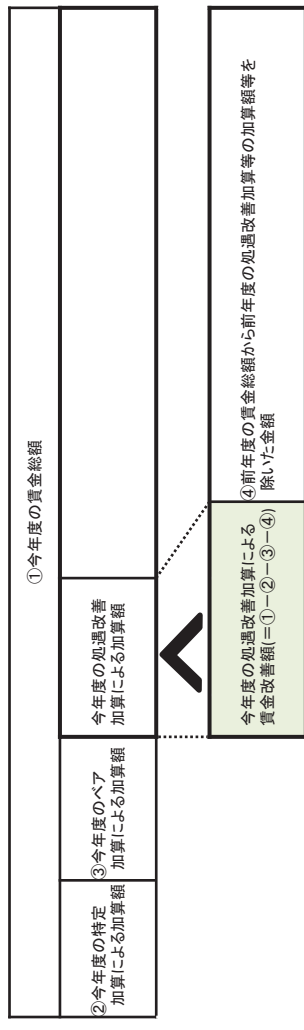 ①今年度の賃金総額
②今年度の特定
加算による加算額
③今年度のベア
加算による加算額
今年度の処遇改善
加算による加算額
今年度の処遇改善加算による
賃金改善額(=①-②-③-④)
④前年度の賃金総額から前年度の処遇改善加算等の加算額等を
除いた金額